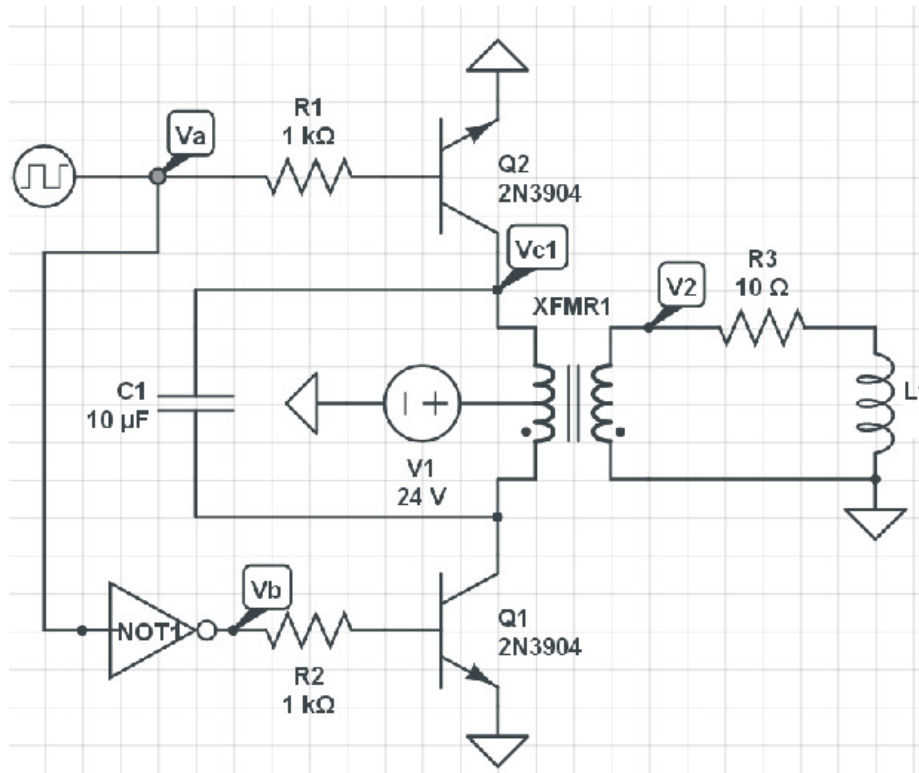 R1
1 kΩ
Va
Q2
2N3904
Vc1
R3
10 Ω
V2
XFMR1
C1
10 µF
V1
24 V
Vb
NOT1
Q1
2N3904
R2
1 kΩ